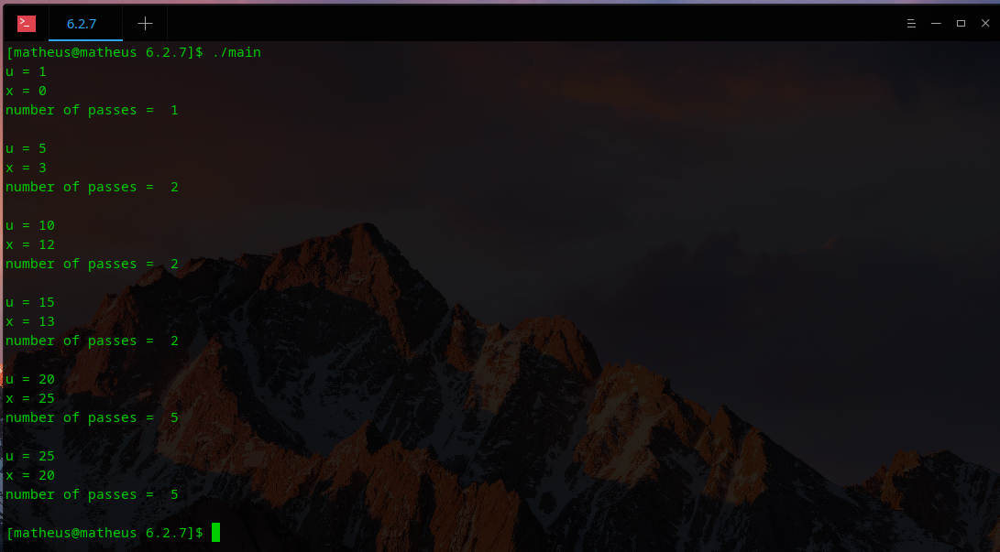 >_ 6.2.7
[matheus@matheus 6.2.7]$ ./main
u = 1
x = 0
number of passes =  1
u = 5
x = 3
number of passes =  2
u = 10
x = 12
number of passes =  2
u = 15
x = 13
number of passes =  2
u = 20
x = 25
number of passes =  5
u = 25
x = 20
number of passes =  5
[matheus@matheus 6.2.7]$